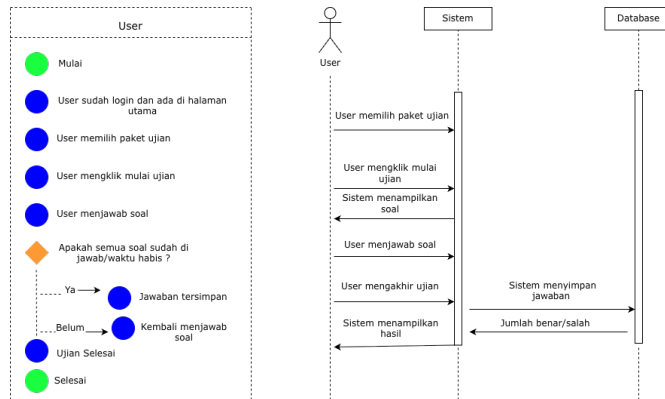 User
Mulai
User sudah login dan ada di halaman
utama
User memilih paket ujian
User mengklik mulai ujian
User menjawab soal
Apakah semua soal sudah di
jawab/waktu habis ?
Ya
Jawaban tersimpan
Belum
Kembali menjawab
soal
Ujian Selesai
Selesai
User
Sistem
Database
User memilih paket ujian
User mengklik mulai
ujian
Sistem menampilkan
soal
User menjawab soal
User mengakhir ujian
Sistem menyimpan
jawaban
Sistem menampilkan
hasil
Jumlah benar/salah